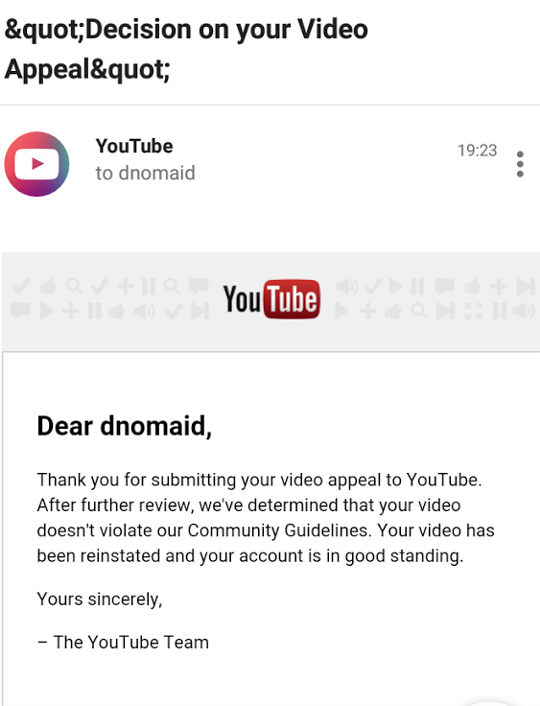 &quot;Decision on your Video
Appeal&quot;
YouTube
19:23
to dnomaid
YouTube
Dear dnomaid,
Thank you for submitting your video appeal to YouTube.
After further review, we've determined that your video
doesn't violate our Community Guidelines. Your video has
been reinstated and your account is in good standing.
Yours sincerely,
– The YouTube Team